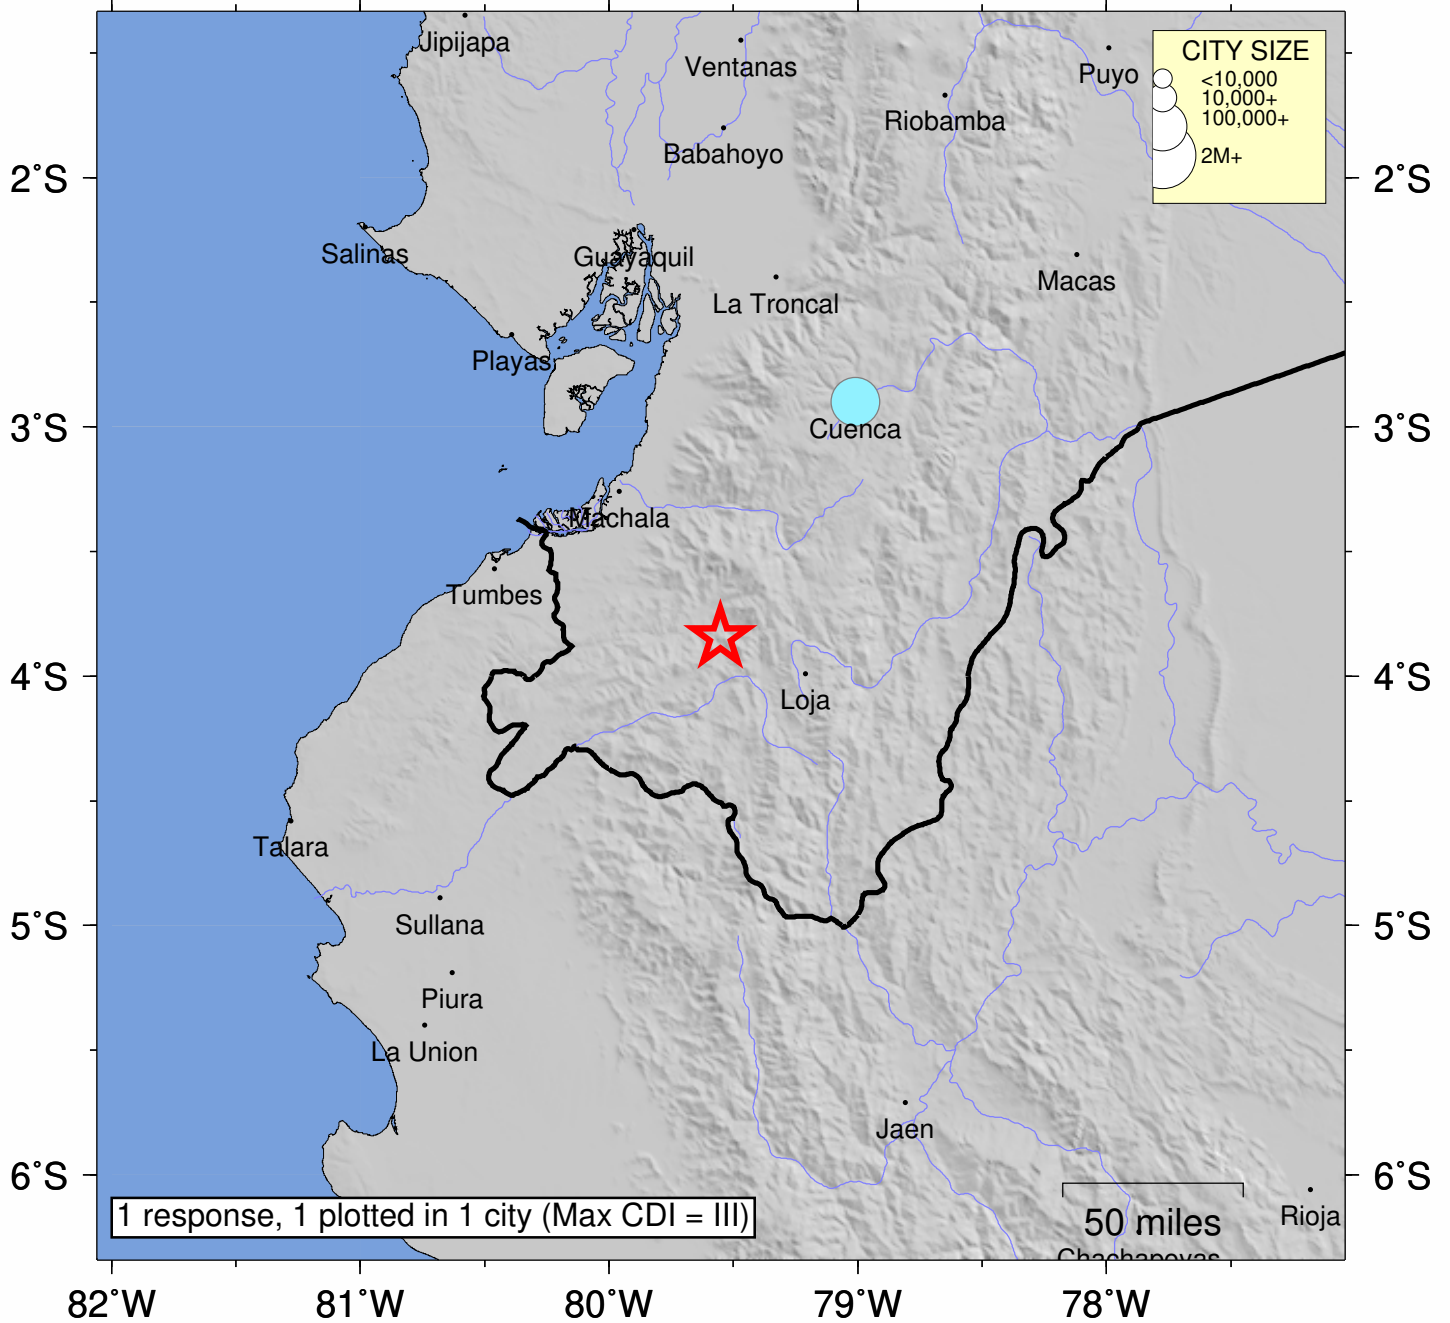 Jipijapa
Ventanas
Puyo
CITY SIZE
<10,000
10,000+
100,000+
2M+
Riobamba
Babahoyo
2°S
2°S
Salinas
Guayaquil
Macas
La Troncal
Playas
3°S
Cuenca
3°S
Machala
Tumbes
4°S
Loja
4°S
Talara
5°S
Sullana
5°S
Piura
La Union
Jaen
6°S
6°S
1 response, 1 plotted in 1 city (Max CDI = III)
50 miles
Rioja
Chachapoyas
82°W
81°W
80°W
79°W
78°W